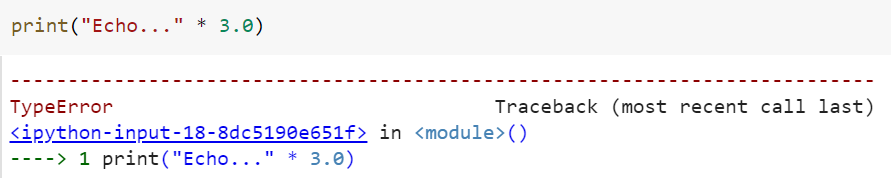 print("Echo..." * 3.0)
---------------------------------------------------------------------------
TypeError                                 Traceback (most recent call last)
<ipython-input-18-8dc5190e651f> in <module>()
----> 1 print("Echo..." * 3.0)